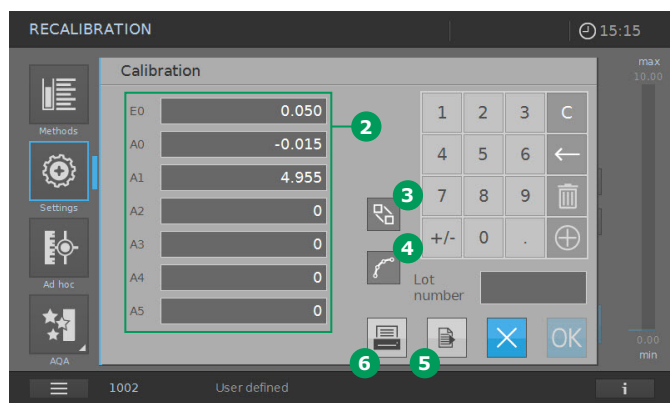 RECALIBRATION
15:15
Calibration
max
10.00
Methods
Settings
Ad hoc
AQA
E0 0.050
A0 -0.015
A1 4.955
A2 0
A3 0
A4 0
A5 0
2
3
4
1 2 3 C
4 5 6 ←
7 8 9
+/- 0 .
Lot
number
OK
6
5
0.00
min
1002 User defined
i